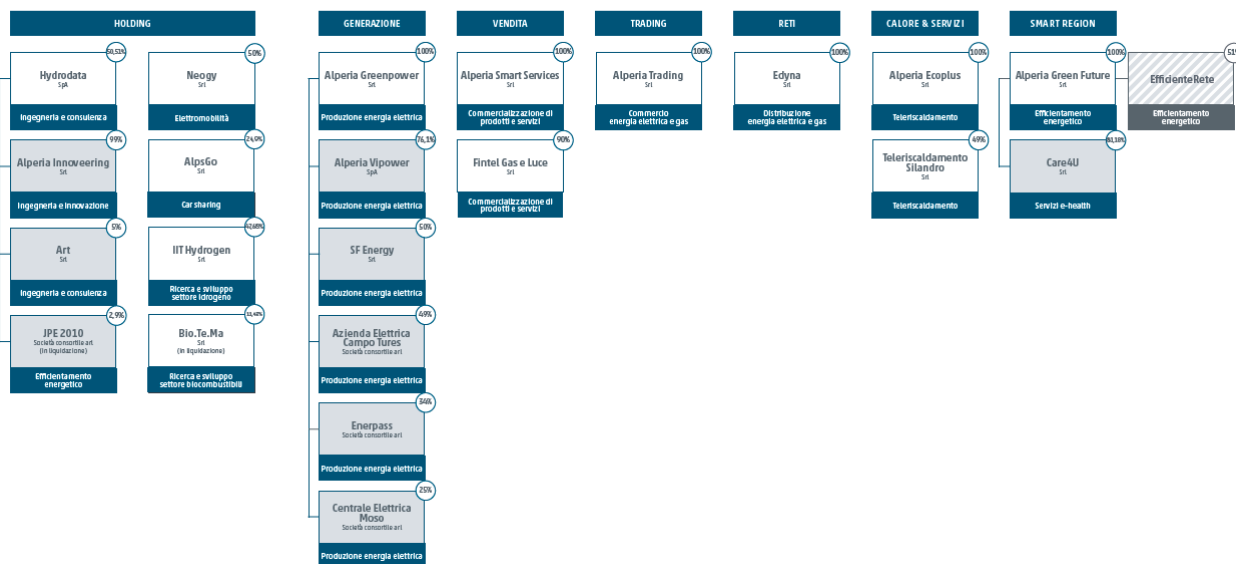 HOLDING
50,51%
Hydrodata
SpA
Ingegneria e consulenza
50%
Neogy
Srl
Elettromobilità
99%
Alperia Innoveering
Srl
Ingegneria e innovazione
24,9%
AlpsGo
Srl
Car sharing
5%
Art
Srl
Ingegneria e consulenza
IIT Hydrogen
Srl
Ricerca e sviluppo
settore idrogeno
2,9%
JPE 2010
Società consortile arl
(in liquidazione)
Efficientamento
energetico
Bio.Te.Ma
Srl
(in liquidazione)
Ricerca e sviluppo
settore biocombustibili
GENERAZIONE
100%
Alperia Greenpower
Srl
Produzione energia elettrica
76,1%
Alperia Vipower
SpA
Produzione energia elettrica
50%
SF Energy
Srl
Produzione energia elettrica
49%
Azienda Elettrica
Campo Tures
Società consortile arl
Produzione energia elettrica
34%
Enerpass
Società consortile arl
Produzione energia elettrica
25%
Centrale Elettrica
Moso
Società consortile arl
Produzione energia elettrica
VENDITA
100%
Alperia Smart Services
Srl
Commercializzazione di
prodotti e servizi
90%
Fintel Gas e Luce
Srl
Commercializzazione di
prodotti e servizi
TRADING
100%
Alperia Trading
Srl
Commercio
energia elettrica e gas
RETI
100%
Edyna
Srl
Distribuzione
energia elettrica e gas
CALORE & SERVIZI
100%
Alperia Ecoplus
Srl
Teleriscaldamento
49%
Teleriscaldamento
Silandro
Srl
Teleriscaldamento
SMART REGION
100%
Alperia Green Future
Srl
Efficientamento
energetico
51%
EfficienteRete
Efficientamento
energetico
Care4U
Srl
Servizi e-health